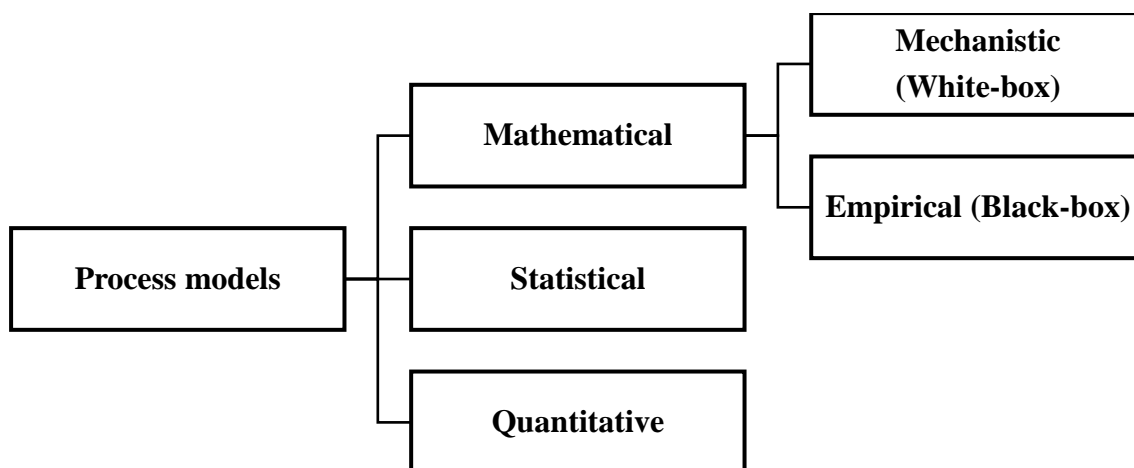 Mechanistic
(White-box)
Mathematical
Empirical (Black-box)
Process models
Statistical
Quantitative